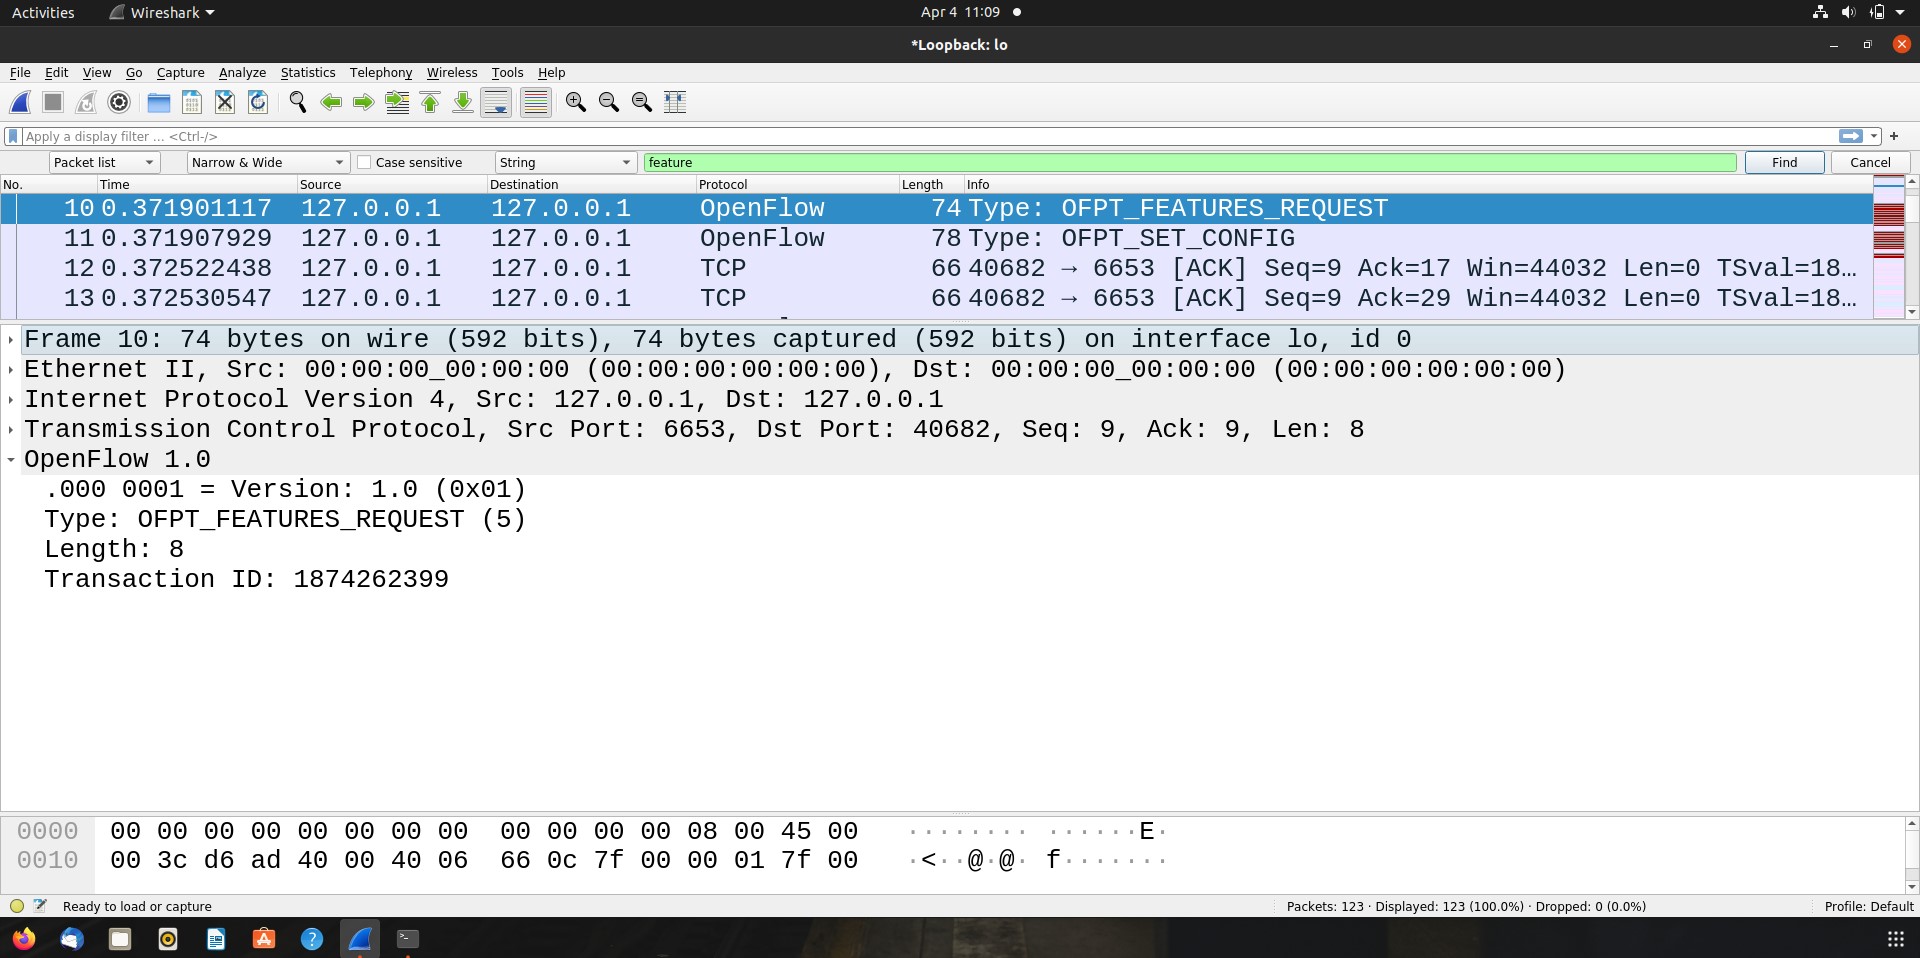 Activities Wireshark Apr 4 11:09
*Loopback: lo
File Edit View Go Capture Analyze Statistics Telephony Wireless Tools Help
Apply a display filter ... <Ctrl-/> +
Packet list Narrow & Wide Case sensitive String feature Find Cancel
No. Time Source Destination Protocol Length Info
10 0.371901117 127.0.0.1 127.0.0.1 OpenFlow 74 Type: OFPT_FEATURES_REQUEST
11 0.371907929 127.0.0.1 127.0.0.1 OpenFlow 78 Type: OFPT_SET_CONFIG
12 0.372522438 127.0.0.1 127.0.0.1 TCP 66 40682 → 6653 [ACK] Seq=9 Ack=17 Win=44032 Len=0 TSval=18…
13 0.372530547 127.0.0.1 127.0.0.1 TCP 66 40682 → 6653 [ACK] Seq=9 Ack=29 Win=44032 Len=0 TSval=18…
Frame 10: 74 bytes on wire (592 bits), 74 bytes captured (592 bits) on interface lo, id 0
Ethernet II, Src: 00:00:00_00:00:00 (00:00:00:00:00:00), Dst: 00:00:00_00:00:00 (00:00:00:00:00:00)
Internet Protocol Version 4, Src: 127.0.0.1, Dst: 127.0.0.1
Transmission Control Protocol, Src Port: 6653, Dst Port: 40682, Seq: 9, Ack: 9, Len: 8
OpenFlow 1.0
.000 0001 = Version: 1.0 (0x01)
Type: OFPT_FEATURES_REQUEST (5)
Length: 8
Transaction ID: 1874262399
0000 00 00 00 00 00 00 00 00 00 00 00 00 08 00 45 00 ········ ······E·
0010 00 3c d6 ad 40 00 40 06 66 0c 7f 00 00 01 7f 00 ·<··@·@· f·······
Ready to load or capture Packets: 123 · Displayed: 123 (100.0%) · Dropped: 0 (0.0%) Profile: Default